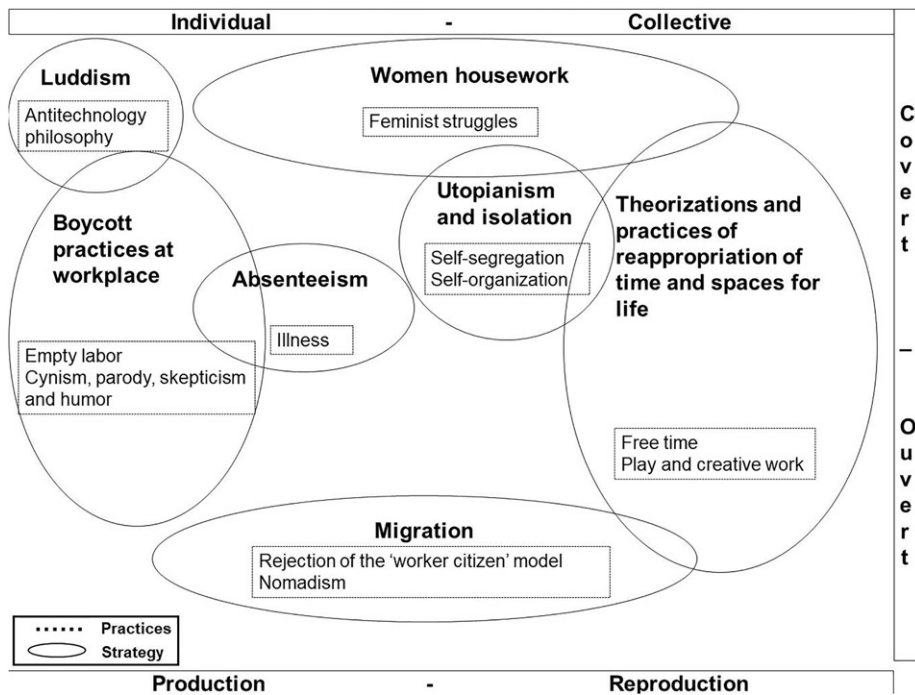 Individual - Collective
Luddism
Antitechnology
philosophy
Women housework
Feminist struggles
Boycott
practices at
workplace
Empty labor
Cynism, parody, skepticism
and humor
Absenteeism
Illness
Utopianism
and isolation
Self-segregation
Self-organization
Theorizations and
practices of
reappropriation of
time and spaces for
life
Free time
Play and creative work
Migration
Rejection of the ‘worker citizen’ model
Nomadism
Covert – Ouvert
Practices
Strategy
Production - Reproduction